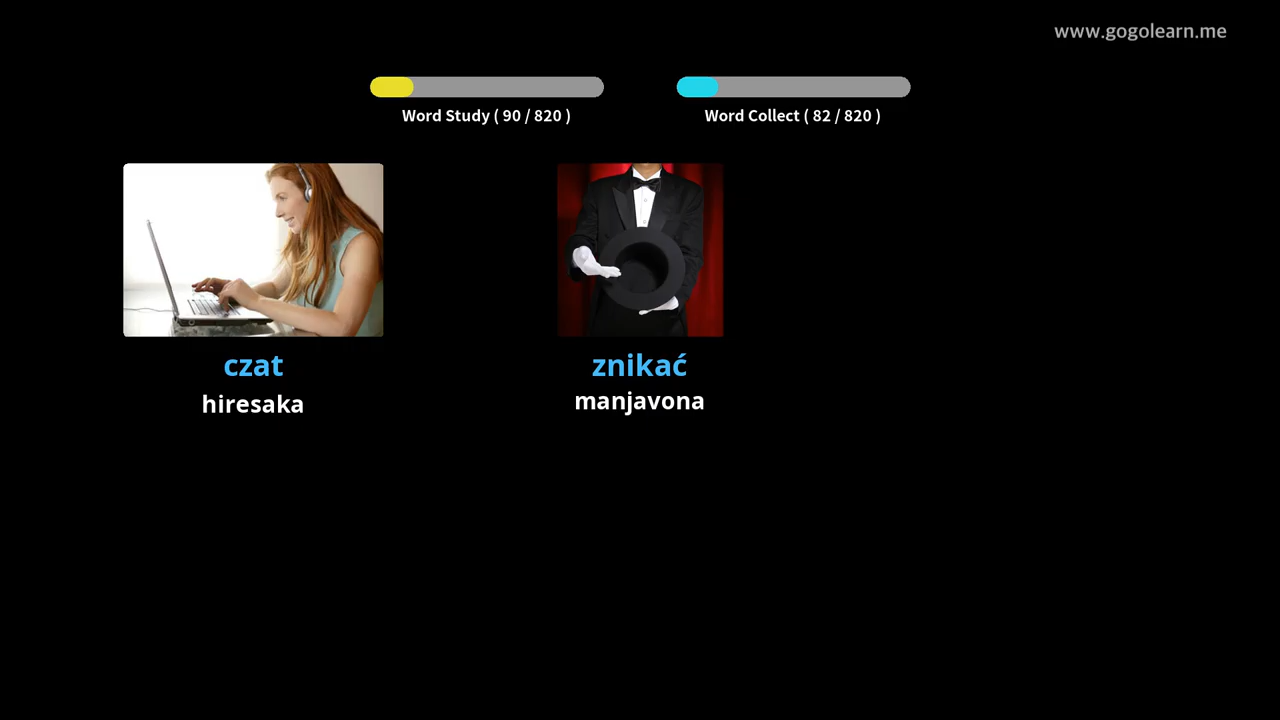 www.gogolearn.me
Word Study ( 90 / 820 )
Word Collect ( 82 / 820 )
czat
hiresaka
znikać
manjavona